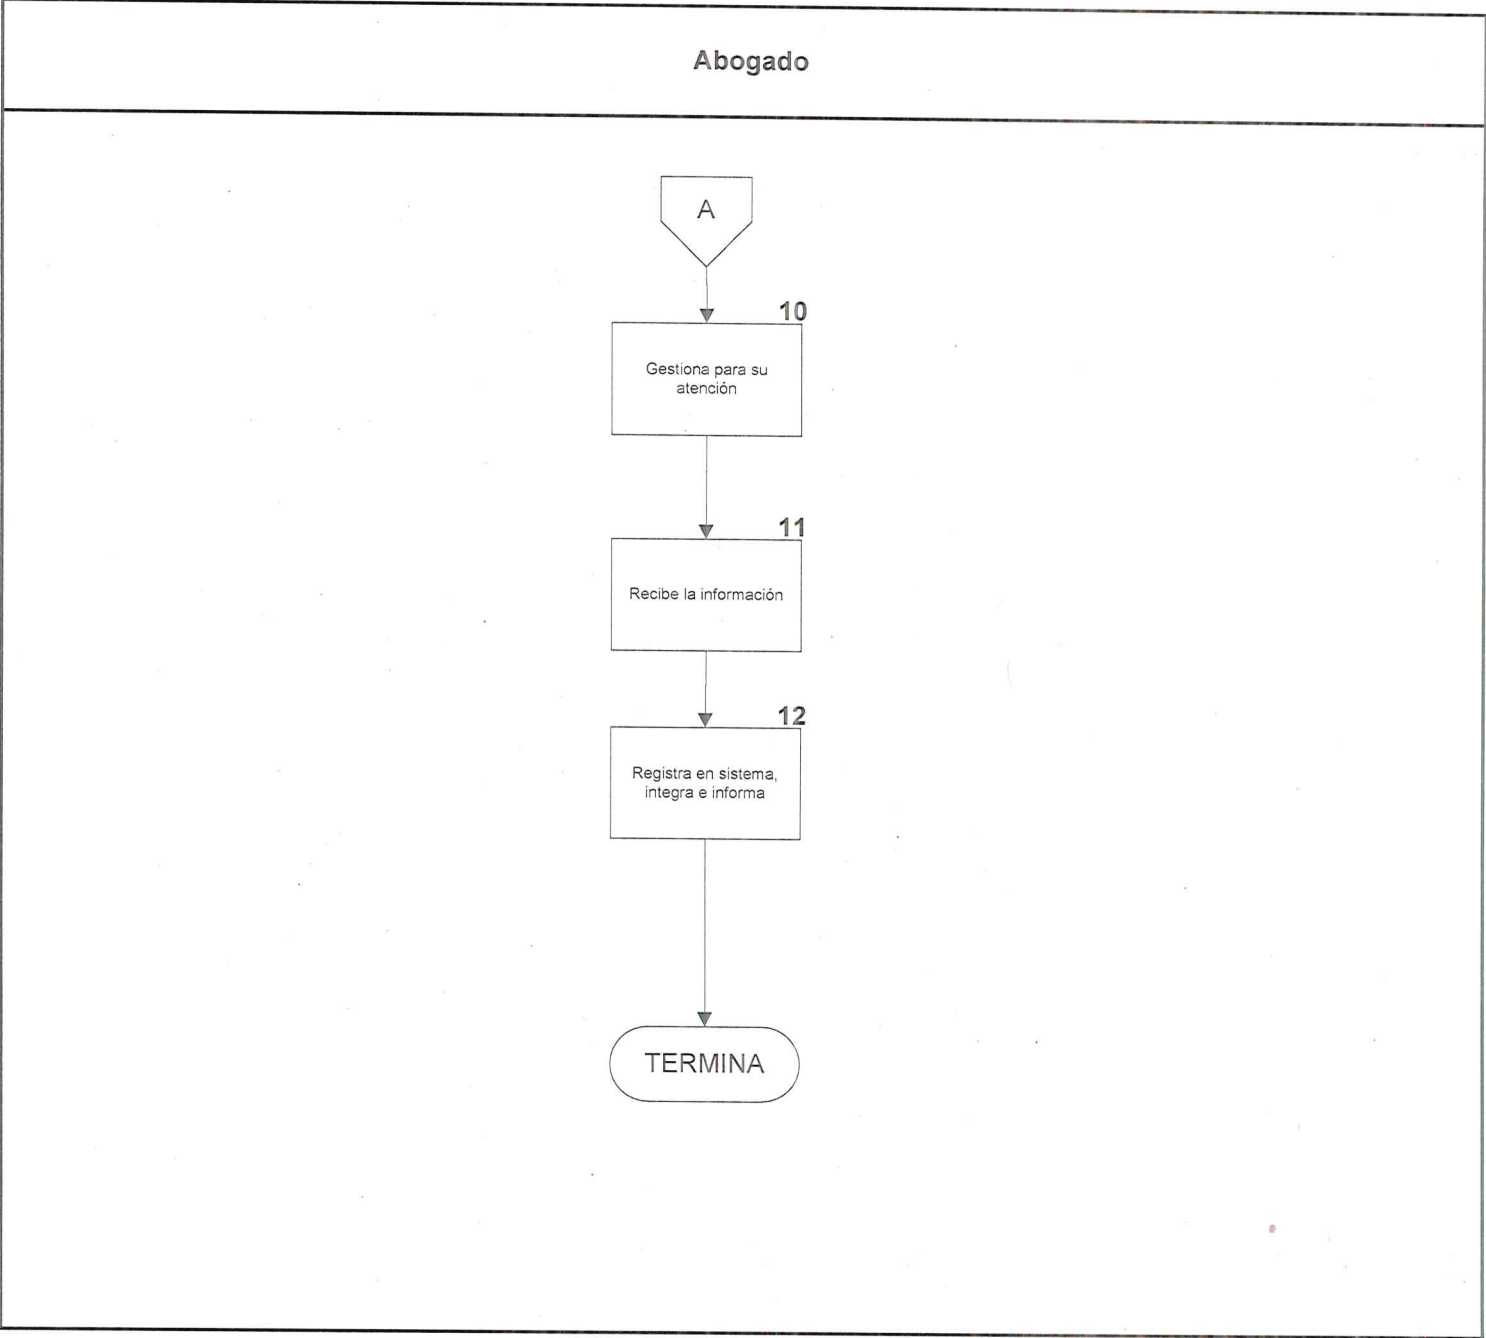 Abogado
A
10
Gestiona para su
atención
11
Recibe la información
12
Registra en sistema,
integra e informa
TERMINA